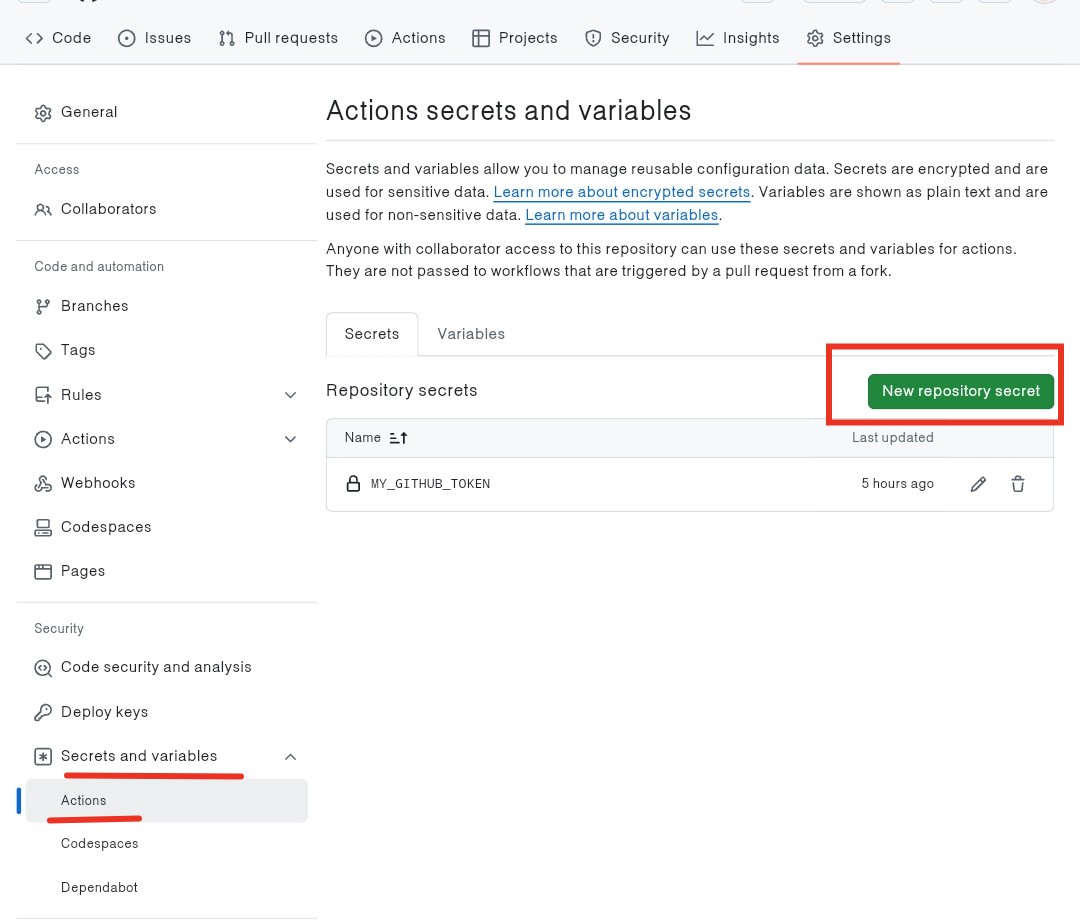 Code Issues Pull requests Actions Projects Security Insights Settings
General
Access
Collaborators
Code and automation
Branches
Tags
Rules
Actions
Webhooks
Codespaces
Pages
Security
Code security and analysis
Deploy keys
Secrets and variables
Actions
Codespaces
Dependabot
Actions secrets and variables
Secrets and variables allow you to manage reusable configuration data. Secrets are encrypted and are
used for sensitive data. Learn more about encrypted secrets. Variables are shown as plain text and are
used for non-sensitive data. Learn more about variables.
Anyone with collaborator access to this repository can use these secrets and variables for actions.
They are not passed to workflows that are triggered by a pull request from a fork.
Secrets Variables
Repository secrets New repository secret
Name Last updated
MY_GITHUB_TOKEN 5 hours ago